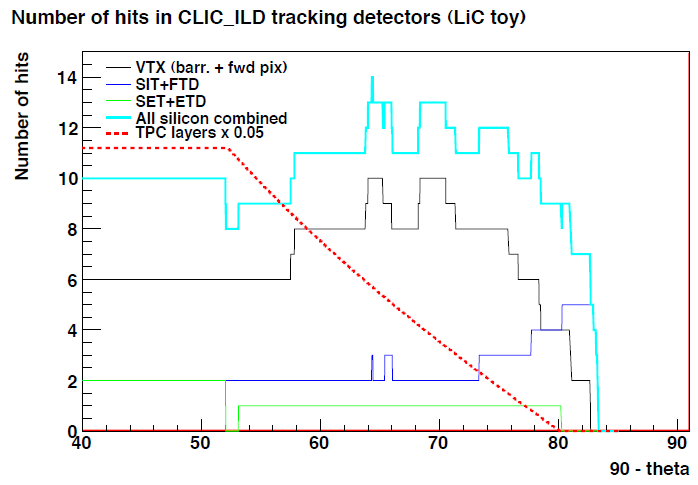 Number of hits in CLIC_ILD tracking detectors (LiC toy)
Number of hits
VTX (barr. + fwd pix)
SIT+FTD
SET+ETD
All silicon combined
TPC layers x 0.05
14
12
10
8
6
4
2
0
40 50 60 70 80 90
90 - theta